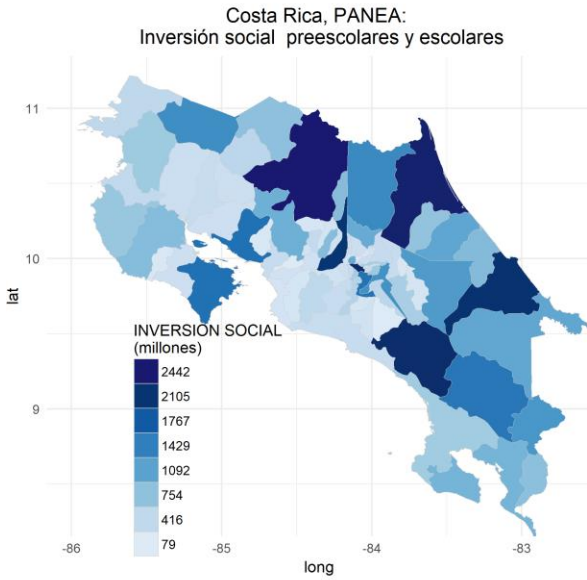 Costa Rica, PANEA:
Inversión social preescolares y escolares
11
10
9
lat
INVERSION SOCIAL
(millones)
2442
2105
1767
1429
1092
754
416
79
-86
-85
-84
-83
long